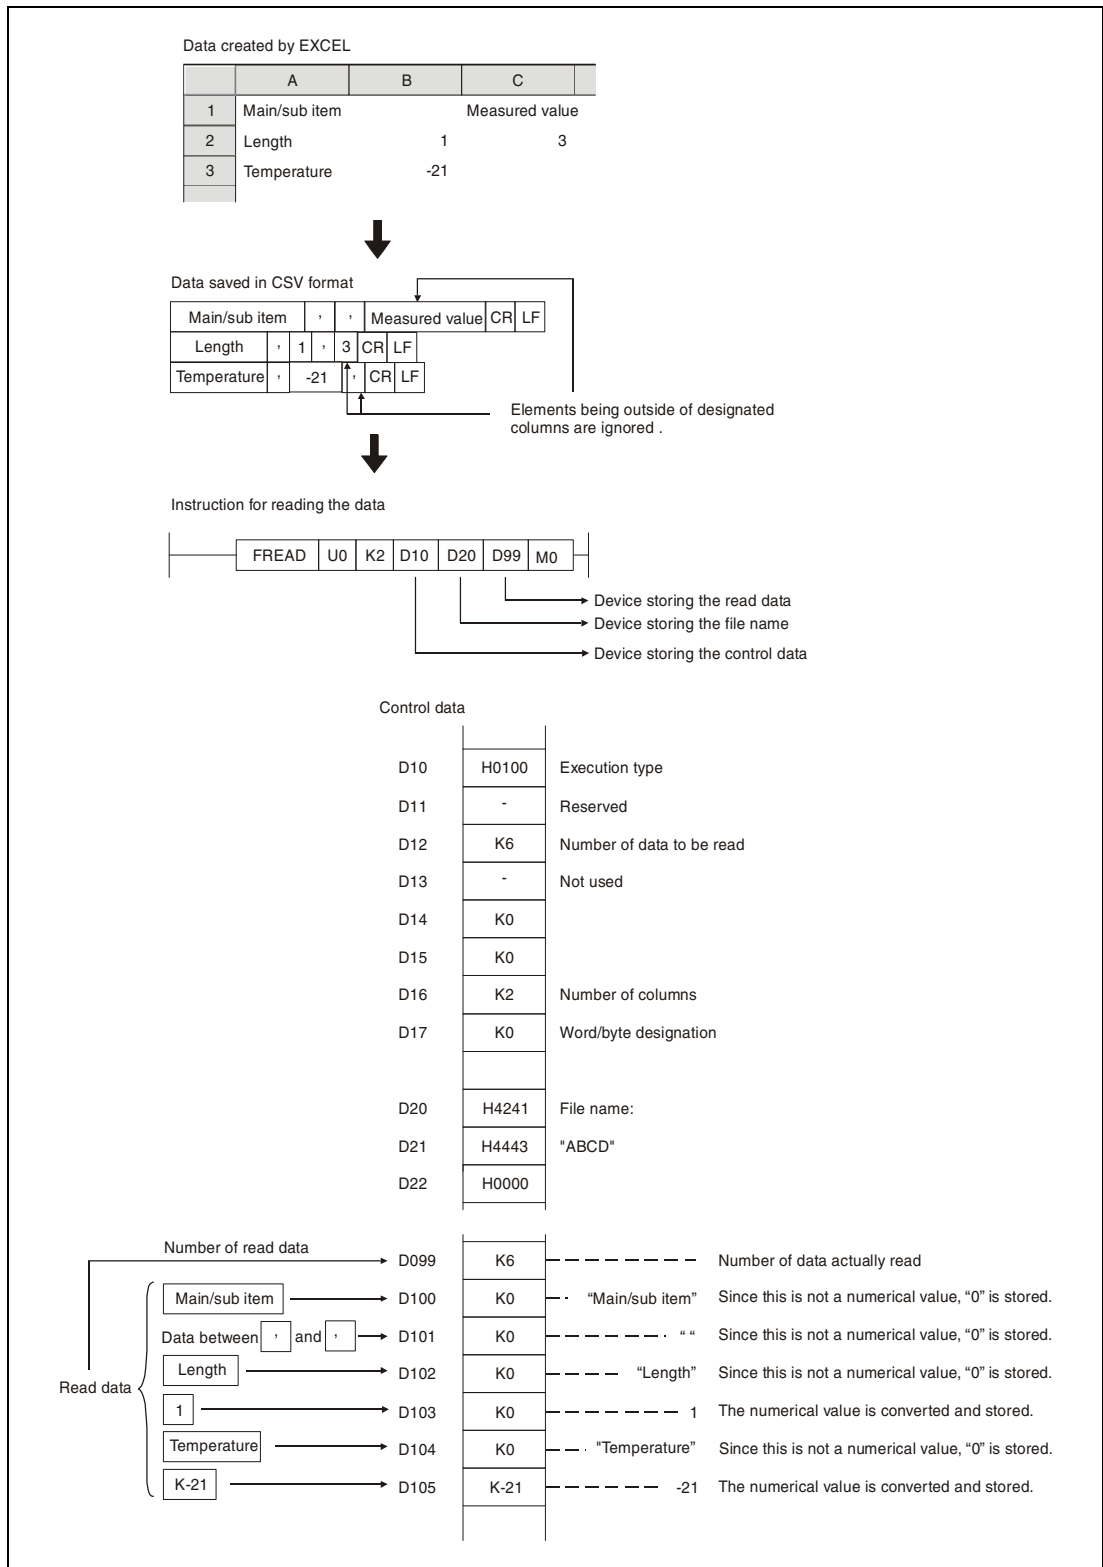 Data created by EXCEL
A B C
1 Main/sub item Measured value
2 Length 1 3
3 Temperature -21
Data saved in CSV format
Main/sub item , , Measured value CR LF
Length , 1 , 3 CR LF
Temperature , -21 , CR LF
Elements being outside of designated
columns are ignored .
Instruction for reading the data
FREAD U0 K2 D10 D20 D99 M0
Device storing the read data
Device storing the file name
Device storing the control data
Control data
D10 H0100 Execution type
D11 - Reserved
D12 K6 Number of data to be read
D13 - Not used
D14 K0
D15 K0
D16 K2 Number of columns
D17 K0 Word/byte designation
D20 H4241 File name:
D21 H4443 "ABCD"
D22 H0000
Number of read data D099 K6 Number of data actually read
Main/sub item D100 K0 “Main/sub item” Since this is not a numerical value, “0” is stored.
Data between , and , D101 K0 “ “ Since this is not a numerical value, “0” is stored.
Length D102 K0 “Length” Since this is not a numerical value, “0” is stored.
Read data
1 D103 K0 1 The numerical value is converted and stored.
Temperature D104 K0 "Temperature” Since this is not a numerical value, “0” is stored.
K-21 D105 K-21 -21 The numerical value is converted and stored.